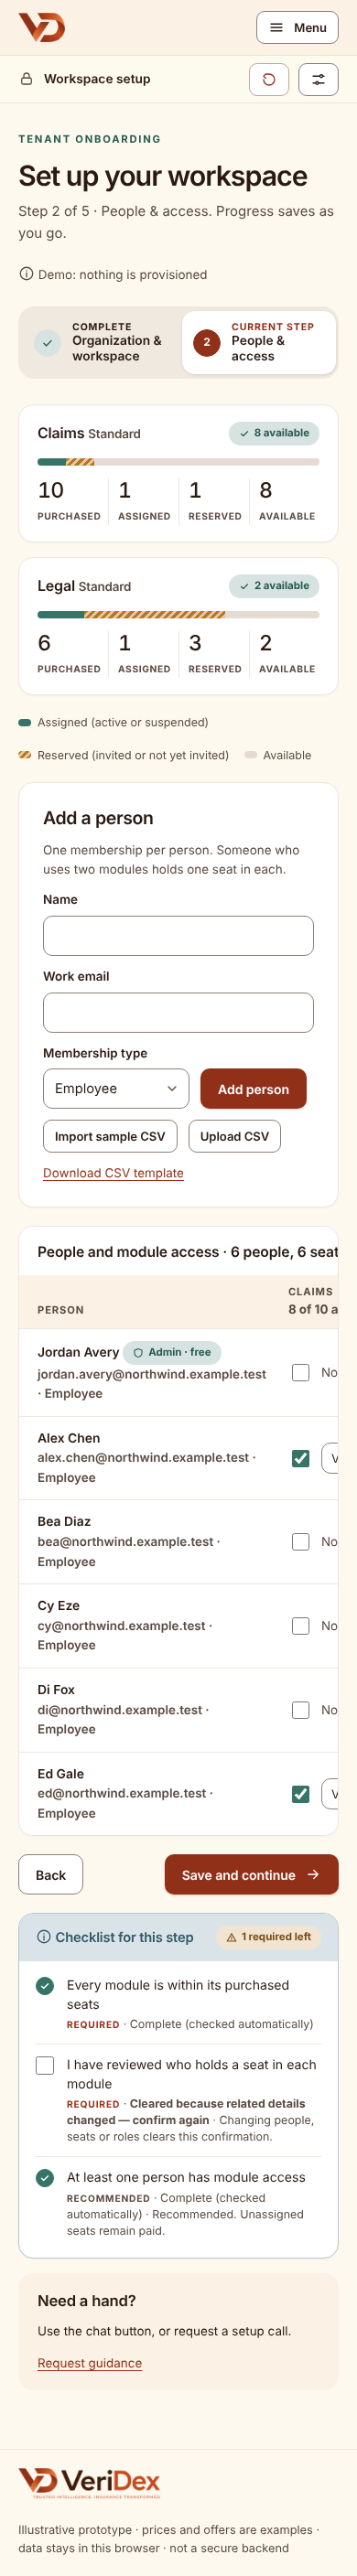 Menu
Workspace setup
TENANT ONBOARDING
Set up your workspace
Step 2 of 5 · People & access. Progress saves as
you go.
Demo: nothing is provisioned
COMPLETE
Organization &
workspace
2
CURRENT STEP
People &
access
Claims Standard
8 available
10
PURCHASED
1
ASSIGNED
1
RESERVED
8
AVAILABLE
Legal Standard
2 available
6
PURCHASED
1
ASSIGNED
3
RESERVED
2
AVAILABLE
Assigned (active or suspended)
Reserved (invited or not yet invited)
Available
Add a person
One membership per person. Someone who
uses two modules holds one seat in each.
Name
Work email
Membership type
Employee
Add person
Import sample CSV
Upload CSV
Download CSV template
People and module access · 6 people, 6 seat
PERSON
CLAIMS
8 of 10 a
Jordan Avery
Admin · free
jordan.avery@northwind.example.test
· Employee
No
Alex Chen
alex.chen@northwind.example.test ·
Employee
V
Bea Diaz
bea@northwind.example.test ·
Employee
No
Cy Eze
cy@northwind.example.test ·
Employee
No
Di Fox
di@northwind.example.test ·
Employee
No
Ed Gale
ed@northwind.example.test ·
Employee
V
Back
Save and continue →
Checklist for this step
1 required left
Every module is within its purchased
seats
REQUIRED · Complete (checked automatically)
I have reviewed who holds a seat in each
module
REQUIRED · Cleared because related details
changed — confirm again · Changing people,
seats or roles clears this confirmation.
At least one person has module access
RECOMMENDED · Complete (checked
automatically) · Recommended. Unassigned
seats remain paid.
Need a hand?
Use the chat button, or request a setup call.
Request guidance
VeriDex
TRUSTED INTELLIGENCE, INSURANCE TRANSFORMED
Illustrative prototype · prices and offers are examples ·
data stays in this browser · not a secure backend